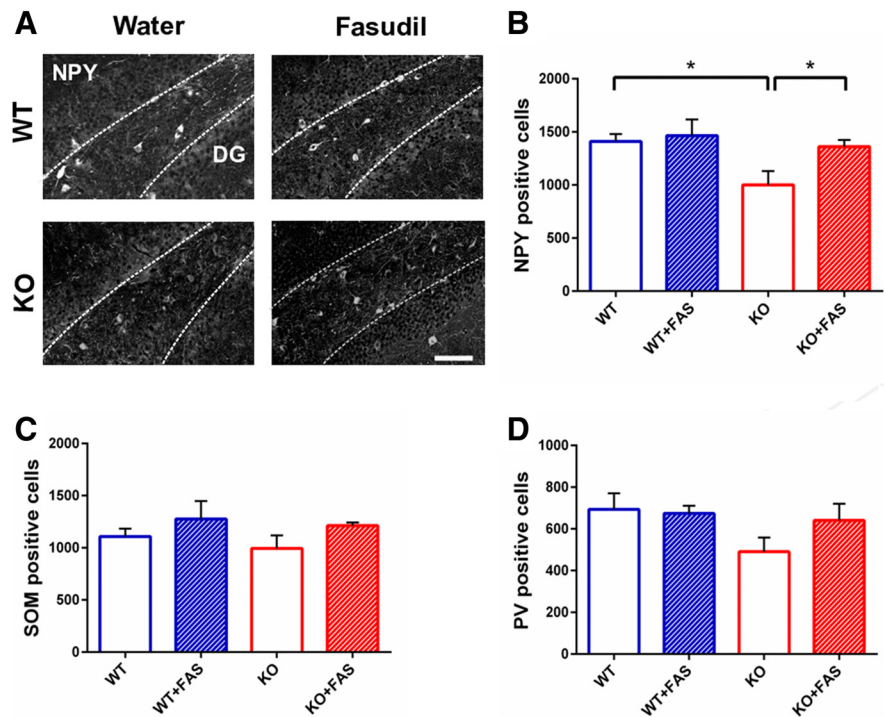 A
Water
Fasudil
WT
KO
NPY
DG
B
NPY positive cells
2000
1500
1000
500
0
*
*
WT
WT+FAS
KO
KO+FAS
C
SOM positive cells
2000
1500
1000
500
0
WT
WT+FAS
KO
KO+FAS
D
PV positive cells
1000
800
600
400
200
0
WT
WT+FAS
KO
KO+FAS